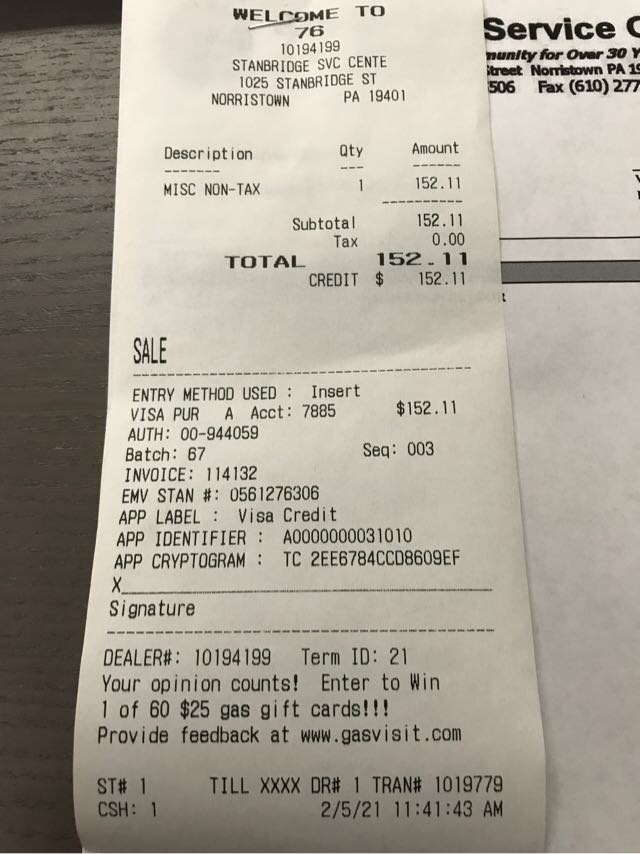 WELCOME TO
76
10194199
STANBRIDGE SVC CENTE
1025 STANBRIDGE ST
NORRISTOWN PA 19401
Description Qty Amount
MISC NON-TAX 1 152.11
Subtotal 152.11
Tax 0.00
TOTAL 152.11
CREDIT $ 152.11
SALE
ENTRY METHOD USED : Insert
VISA PUR A Acct: 7885 $152.11
AUTH: 00-944059
Batch: 67 Seq: 003
INVOICE: 114132
EMV STAN #: 0561276306
APP LABEL : Visa Credit
APP IDENTIFIER : A0000000031010
APP CRYPTOGRAM : TC 2EE6784CCD8609EF
X
Signature
DEALER#: 10194199 Term ID: 21
Your opinion counts! Enter to Win
1 of 60 $25 gas gift cards!!!
Provide feedback at www.gasvisit.com
ST# 1 TILL XXXX DR# 1 TRAN# 1019779
CSH: 1 2/5/21 11:41:43 AM
Service
for Over 30
Norristown PA
506 Fax (610) 277